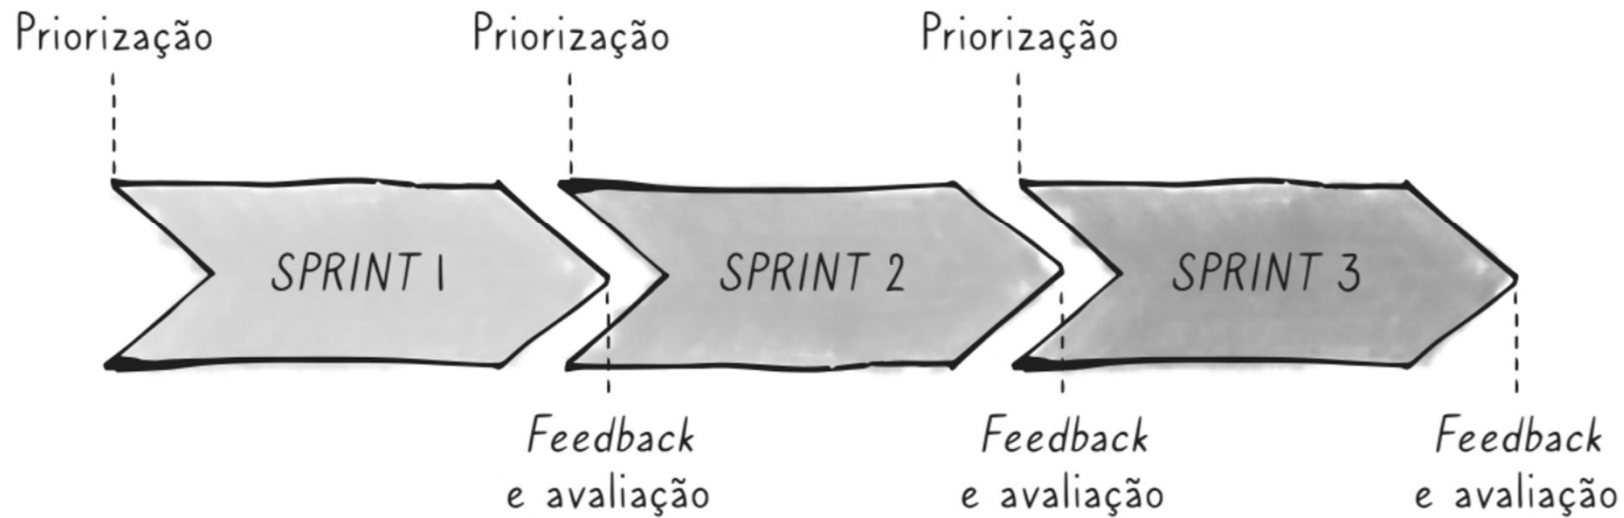 Priorização
Priorização
Priorização
SPRINT 1
SPRINT 2
SPRINT 3
Feedback
e avaliação
Feedback
e avaliação
Feedback
e avaliação